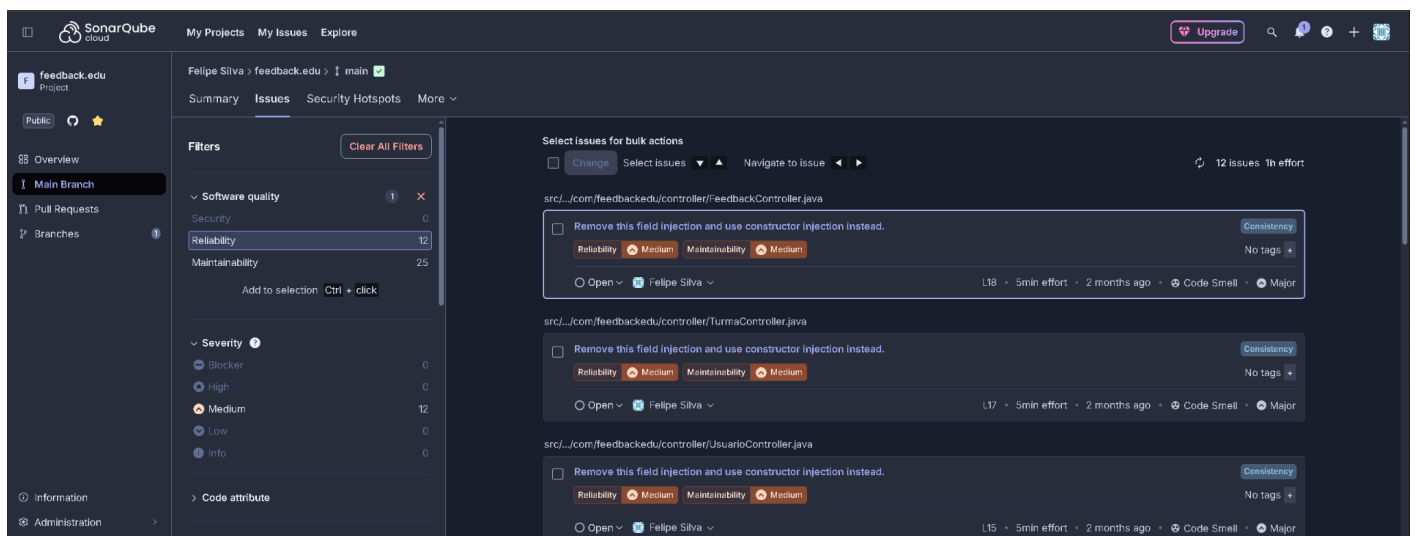 SonarQube cloud
My Projects My Issues Explore
Upgrade
1
feedback.edu
F
Project
Public
Overview
Main Branch
Pull Requests
Branches 1
Information
Administration
Felipe Silva > feedback.edu > main
Summary Issues Security Hotspots More
Filters Clear All Filters
Software quality 1
Security 0
Reliability 12
Maintainability 25
Add to selection Ctrl + click
Severity ?
Blocker 0
High 0
Medium 12
Low 0
Info 0
Code attribute
Select issues for bulk actions
Change Select issues Navigate to issue 12 issues 1h effort
src/.../com/feedbackedu/controller/FeedbackController.java
Remove this field injection and use constructor injection instead. Consistency
Reliability Medium Maintainability Medium No tags +
Open Felipe Silva L18 • 5min effort • 2 months ago • Code Smell • Major
src/.../com/feedbackedu/controller/TurmaController.java
Remove this field injection and use constructor injection instead. Consistency
Reliability Medium Maintainability Medium No tags +
Open Felipe Silva L17 • 5min effort • 2 months ago • Code Smell • Major
src/.../com/feedbackedu/controller/UsuarioController.java
Remove this field injection and use constructor injection instead. Consistency
Reliability Medium Maintainability Medium No tags +
Open Felipe Silva L15 • 5min effort • 2 months ago • Code Smell • Major